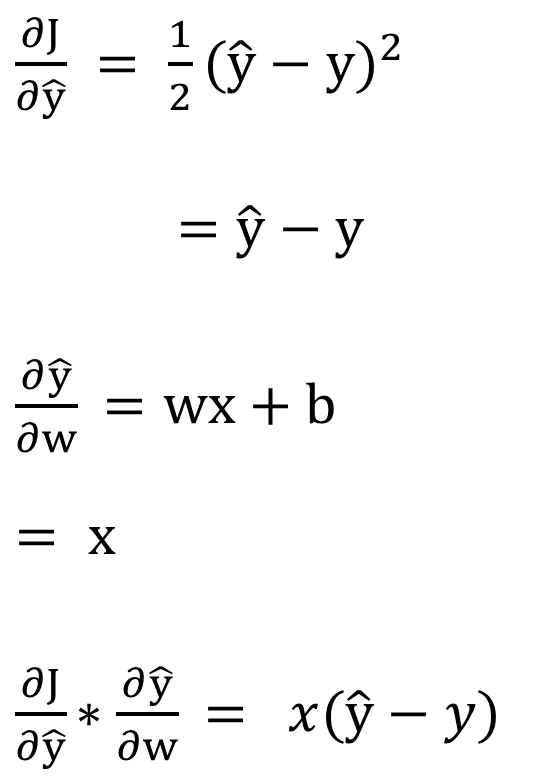 ∂J/∂ŷ = 1/2 (ŷ − y)²
= ŷ − y
∂ŷ/∂w = wx + b
= x
∂J/∂ŷ * ∂ŷ/∂w = x(ŷ − y)